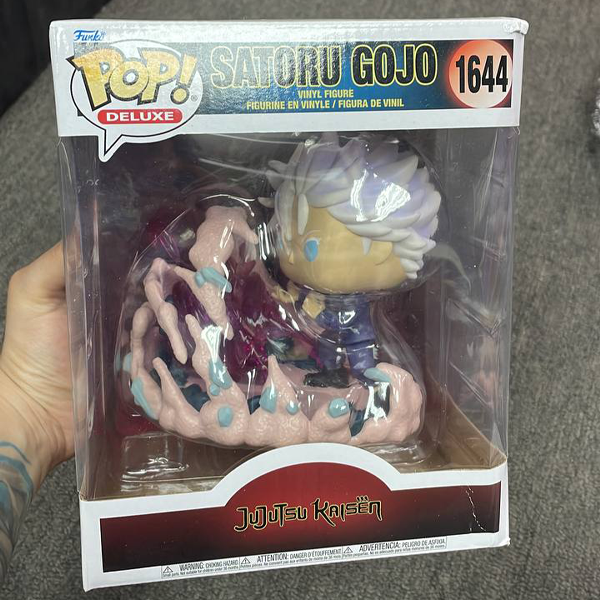 Funko
POP!
DELUXE
SATORU GOJO
VINYL FIGURE
FIGURINE EN VINYLE / FIGURA DE VINIL
1644
JUJUTSU KAISEN
WARNING: CHOKING HAZARD. ATTENTION: DANGER D'ÉTOUFFEMENT ADVERTENCIA: PELIGRO DE ASFIXIA.